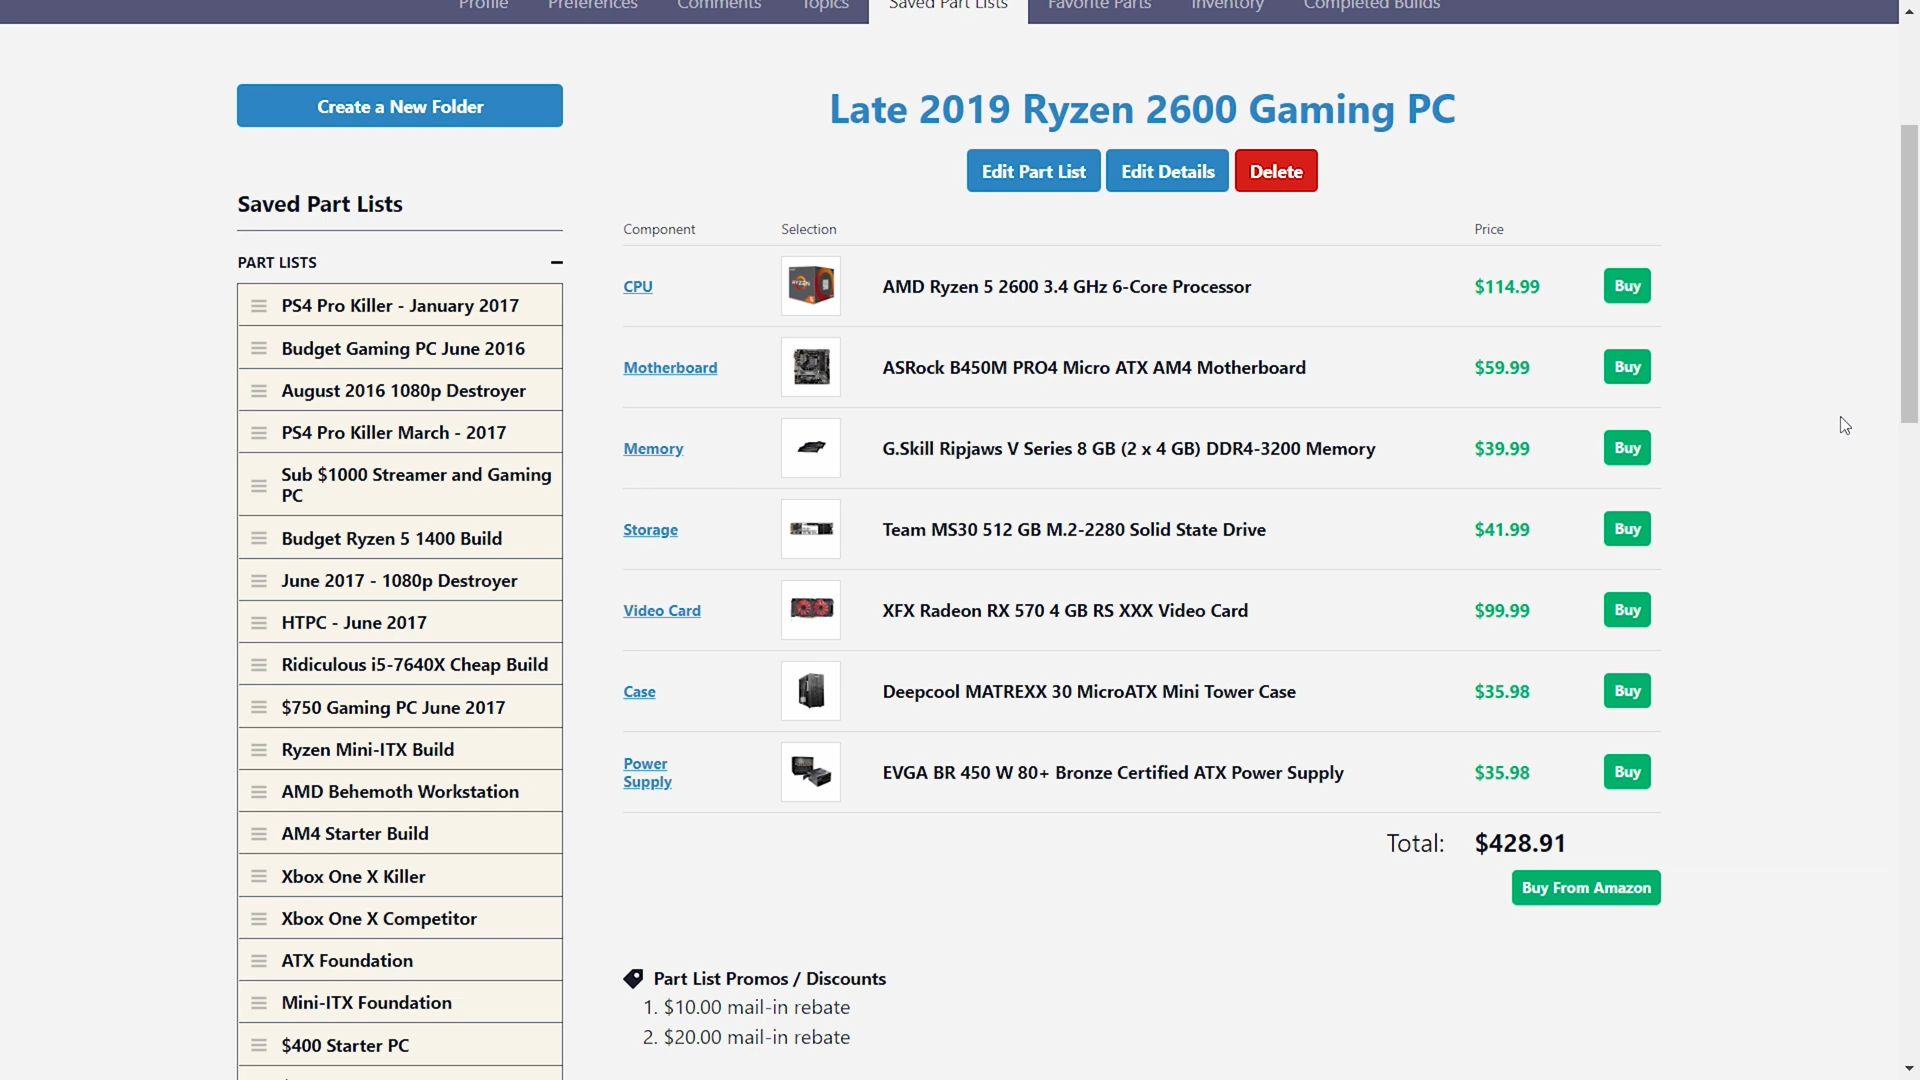 Profile Preferences Comments Topics Saved Part Lists Favorite Parts Inventory Completed Builds
Create a New Folder
Saved Part Lists
PART LISTS
PS4 Pro Killer - January 2017
Budget Gaming PC June 2016
August 2016 1080p Destroyer
PS4 Pro Killer March - 2017
Sub $1000 Streamer and Gaming
PC
Budget Ryzen 5 1400 Build
June 2017 - 1080p Destroyer
HTPC - June 2017
Ridiculous i5-7640X Cheap Build
$750 Gaming PC June 2017
Ryzen Mini-ITX Build
AMD Behemoth Workstation
AM4 Starter Build
Xbox One X Killer
Xbox One X Competitor
ATX Foundation
Mini-ITX Foundation
$400 Starter PC
Late 2019 Ryzen 2600 Gaming PC
Edit Part List Edit Details Delete
Component Selection Price
CPU AMD Ryzen 5 2600 3.4 GHz 6-Core Processor $114.99 Buy
Motherboard ASRock B450M PRO4 Micro ATX AM4 Motherboard $59.99 Buy
Memory G.Skill Ripjaws V Series 8 GB (2 x 4 GB) DDR4-3200 Memory $39.99 Buy
Storage Team MS30 512 GB M.2-2280 Solid State Drive $41.99 Buy
Video Card XFX Radeon RX 570 4 GB RS XXX Video Card $99.99 Buy
Case Deepcool MATREXX 30 MicroATX Mini Tower Case $35.98 Buy
Power
Supply EVGA BR 450 W 80+ Bronze Certified ATX Power Supply $35.98 Buy
Total: $428.91
Buy From Amazon
Part List Promos / Discounts
1. $10.00 mail-in rebate
2. $20.00 mail-in rebate